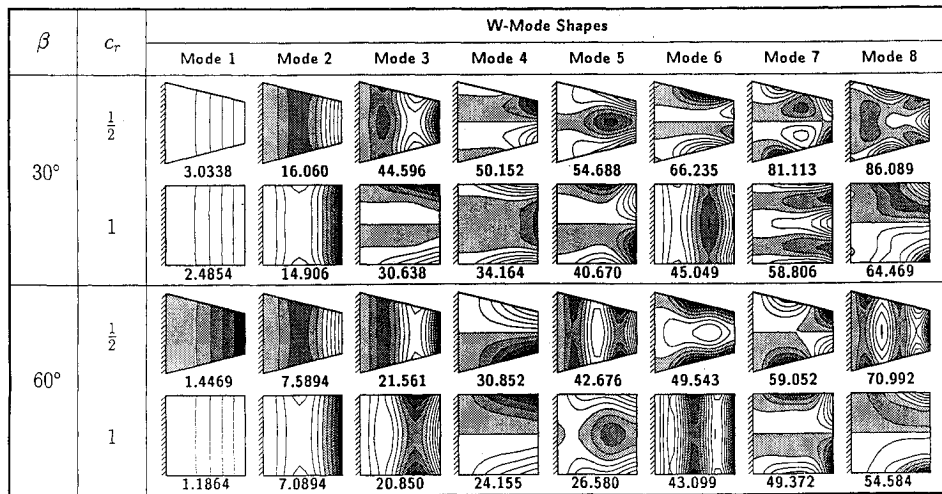 β c_r W-Mode Shapes
Mode 1 Mode 2 Mode 3 Mode 4 Mode 5 Mode 6 Mode 7 Mode 8
30°
1/2
3.0338 16.060 44.596 50.152 54.688 66.235 81.113 86.089
1
2.4854 14.906 30.638 34.164 40.670 45.049 58.806 64.469
60°
1/2
1.4469 7.5894 21.561 30.852 42.676 49.543 59.052 70.992
1
1.1864 7.0894 20.850 24.155 26.580 43.099 49.372 54.584